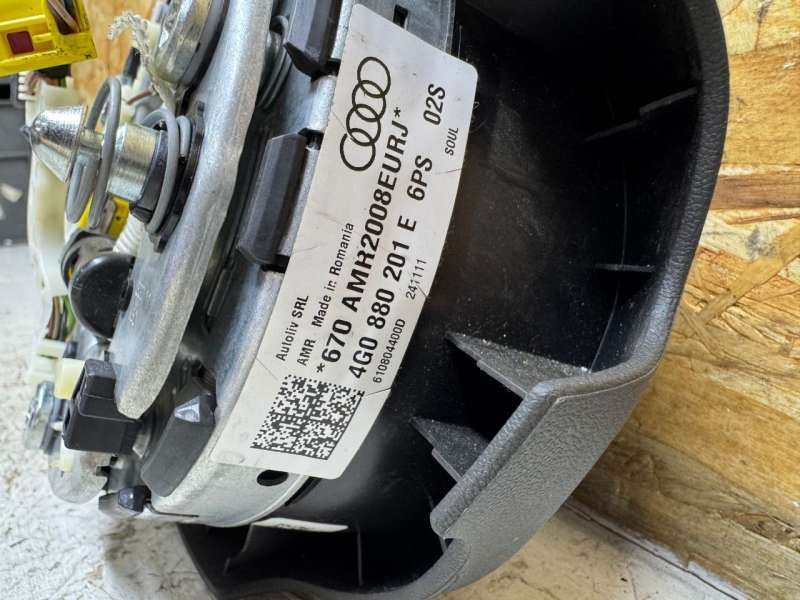 Autoliv SRL
AMR Made in: Romania
*670 AMR2008EURJ*
4G0 880 201 E 6PS 02S
610804400D 241111 SOUL